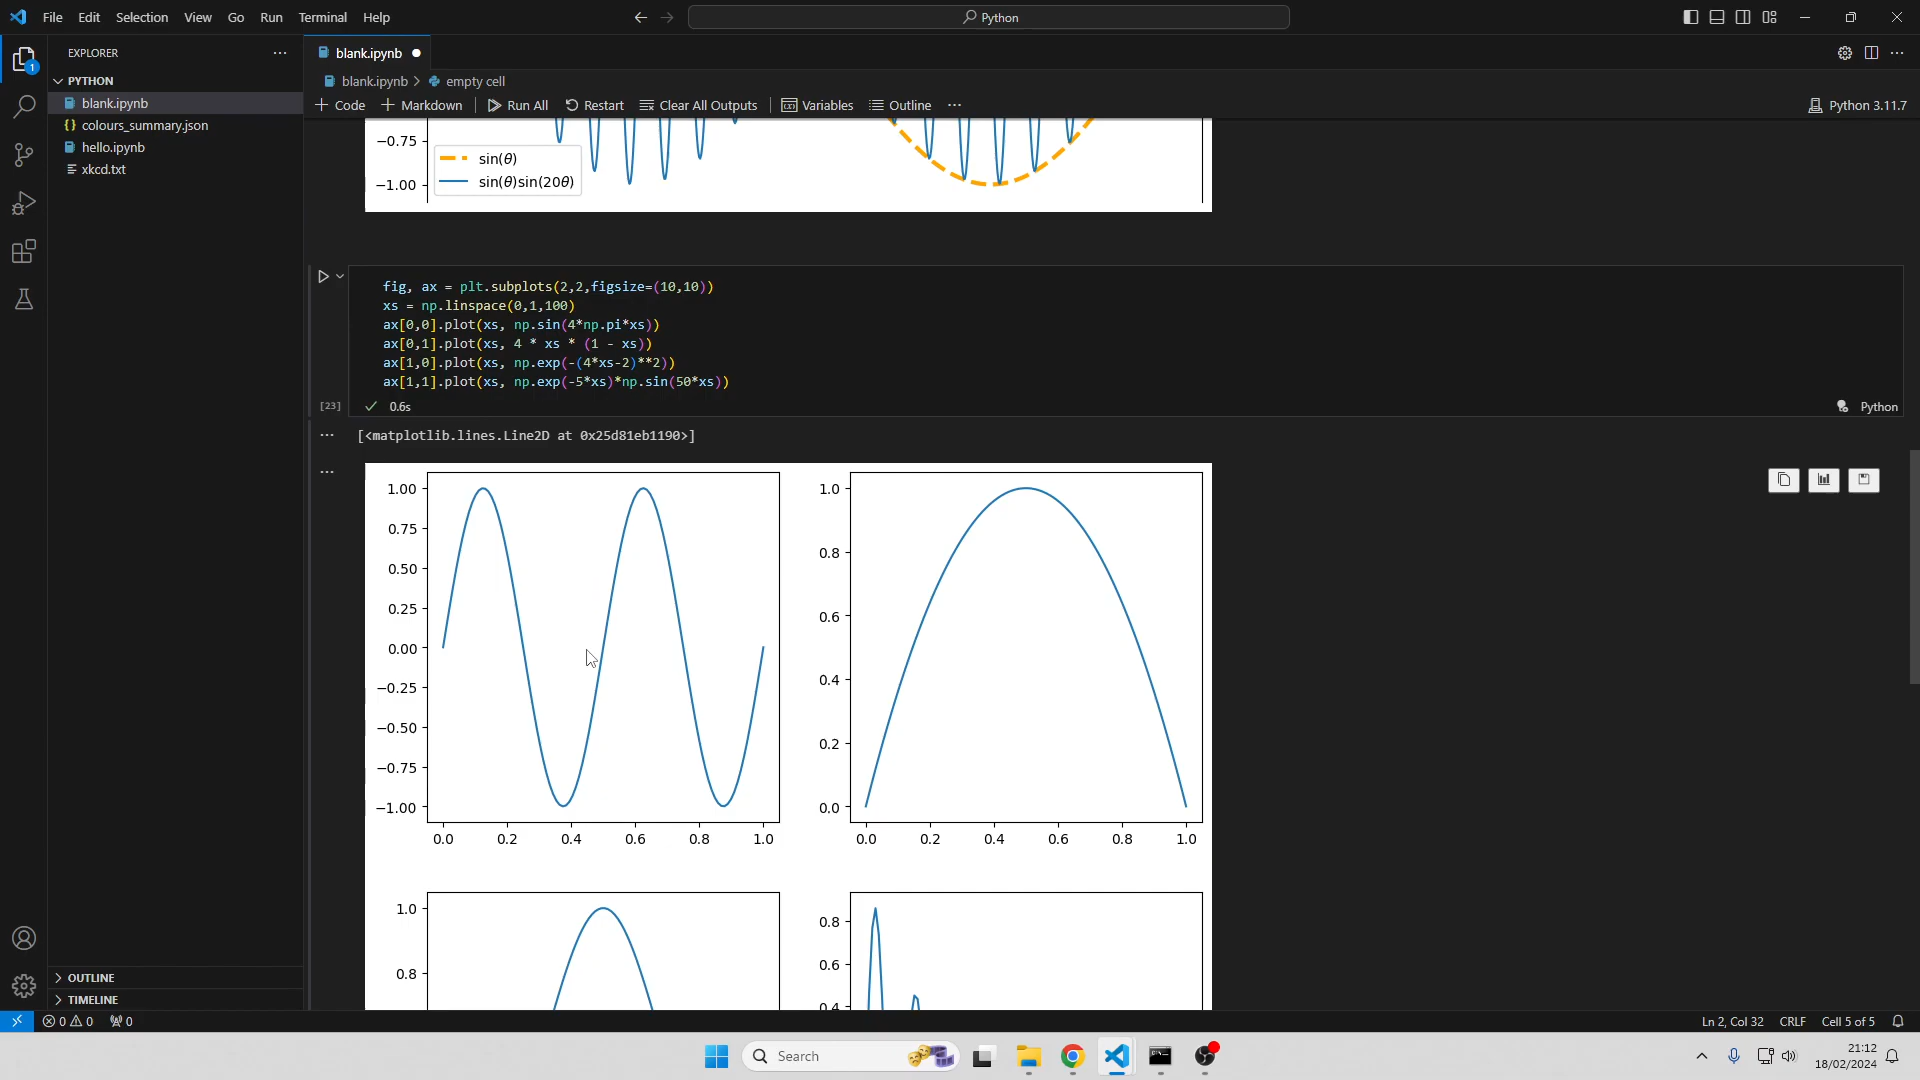 File Edit Selection View Go Run Terminal Help
Python
EXPLORER
PYTHON
blank.ipynb
{} colours_summary.json
hello.ipynb
xkcd.txt
OUTLINE
TIMELINE
1
blank.ipynb
blank.ipynb > empty cell
+ Code + Markdown Run All Restart Clear All Outputs Variables Outline ...
Python 3.11.7
−0.75
−1.00
sin(θ)
sin(θ)sin(20θ)
fig, ax = plt.subplots(2,2,figsize=(10,10))
xs = np.linspace(0,1,100)
ax[0,0].plot(xs, np.sin(4*np.pi*xs))
ax[0,1].plot(xs, 4 * xs * (1 - xs))
ax[1,0].plot(xs, np.exp(-(4*xs-2)**2))
ax[1,1].plot(xs, np.exp(-5*xs)*np.sin(50*xs))
[23] 0.6s Python
[<matplotlib.lines.Line2D at 0x25d81eb1190>]
1.00
0.75
0.50
0.25
0.00
−0.25
−0.50
−0.75
−1.00
0.0 0.2 0.4 0.6 0.8 1.0
1.0
0.8
0.6
0.4
0.2
0.0
0.0 0.2 0.4 0.6 0.8 1.0
1.0
0.8
0.8
0.6
0.4
0 0 0
Ln 2, Col 32 CRLF Cell 5 of 5
Search
21:12
18/02/2024